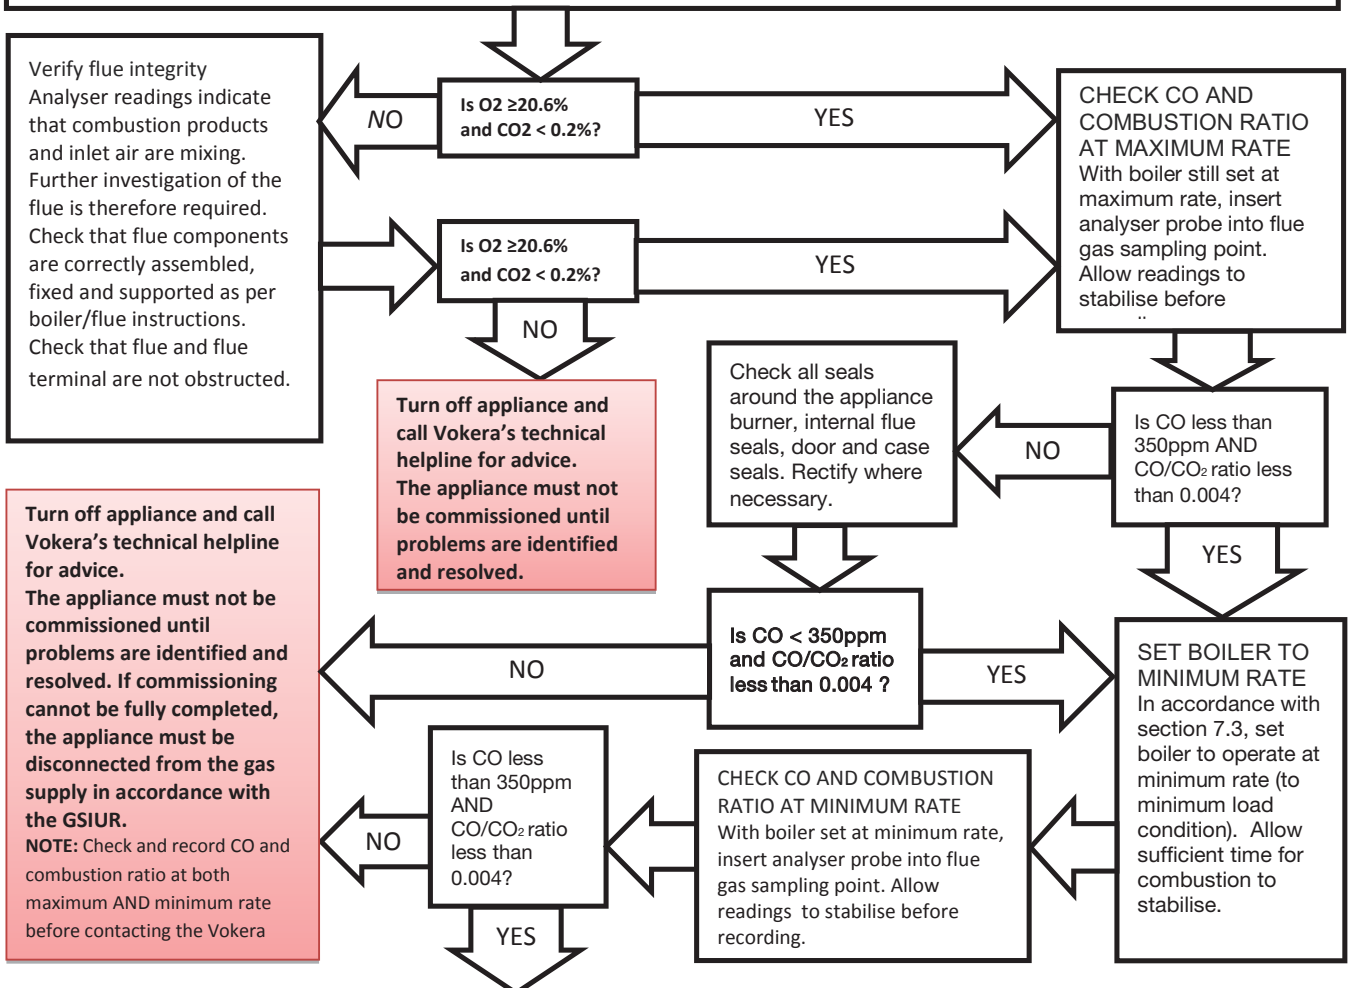 Verify flue integrity
Analyser readings indicate
that combustion products
and inlet air are mixing.
Further investigation of the
flue is therefore required.
Check that flue components
are correctly assembled,
fixed and supported as per
boiler/flue instructions.
Check that flue and flue
terminal are not obstructed.
NO
Is O2 ≥20.6%
and CO2 < 0.2%?
YES
CHECK CO AND
COMBUSTION RATIO
AT MAXIMUM RATE
With boiler still set at
maximum rate, insert
analyser probe into flue
gas sampling point.
Allow readings to
stabilise before
Is O2 ≥20.6%
and CO2 < 0.2%?
YES
NO
Turn off appliance and
call Vokera’s technical
helpline for advice.
The appliance must not
be commissioned until
problems are identified
and resolved.
Check all seals
around the appliance
burner, internal flue
seals, door and case
seals. Rectify where
necessary.
NO
Is CO less than
350ppm AND
CO/CO₂ ratio less
than 0.004?
YES
Turn off appliance and call
Vokera’s technical helpline
for advice.
The appliance must not be
commissioned until
problems are identified and
resolved. If commissioning
cannot be fully completed,
the appliance must be
disconnected from the gas
supply in accordance with
the GSIUR.
NOTE: Check and record CO and
combustion ratio at both
maximum AND minimum rate
before contacting the Vokera
NO
Is CO < 350ppm
and CO/CO₂ ratio
less than 0.004 ?
YES
SET BOILER TO
MINIMUM RATE
In accordance with
section 7.3, set
boiler to operate at
minimum rate (to
minimum load
condition). Allow
sufficient time for
combustion to
stabilise.
NO
Is CO less
than 350ppm
AND
CO/CO₂ ratio
less than
0.004?
CHECK CO AND COMBUSTION
RATIO AT MINIMUM RATE
With boiler set at minimum rate,
insert analyser probe into flue
gas sampling point. Allow
readings to stabilise before
recording.
YES